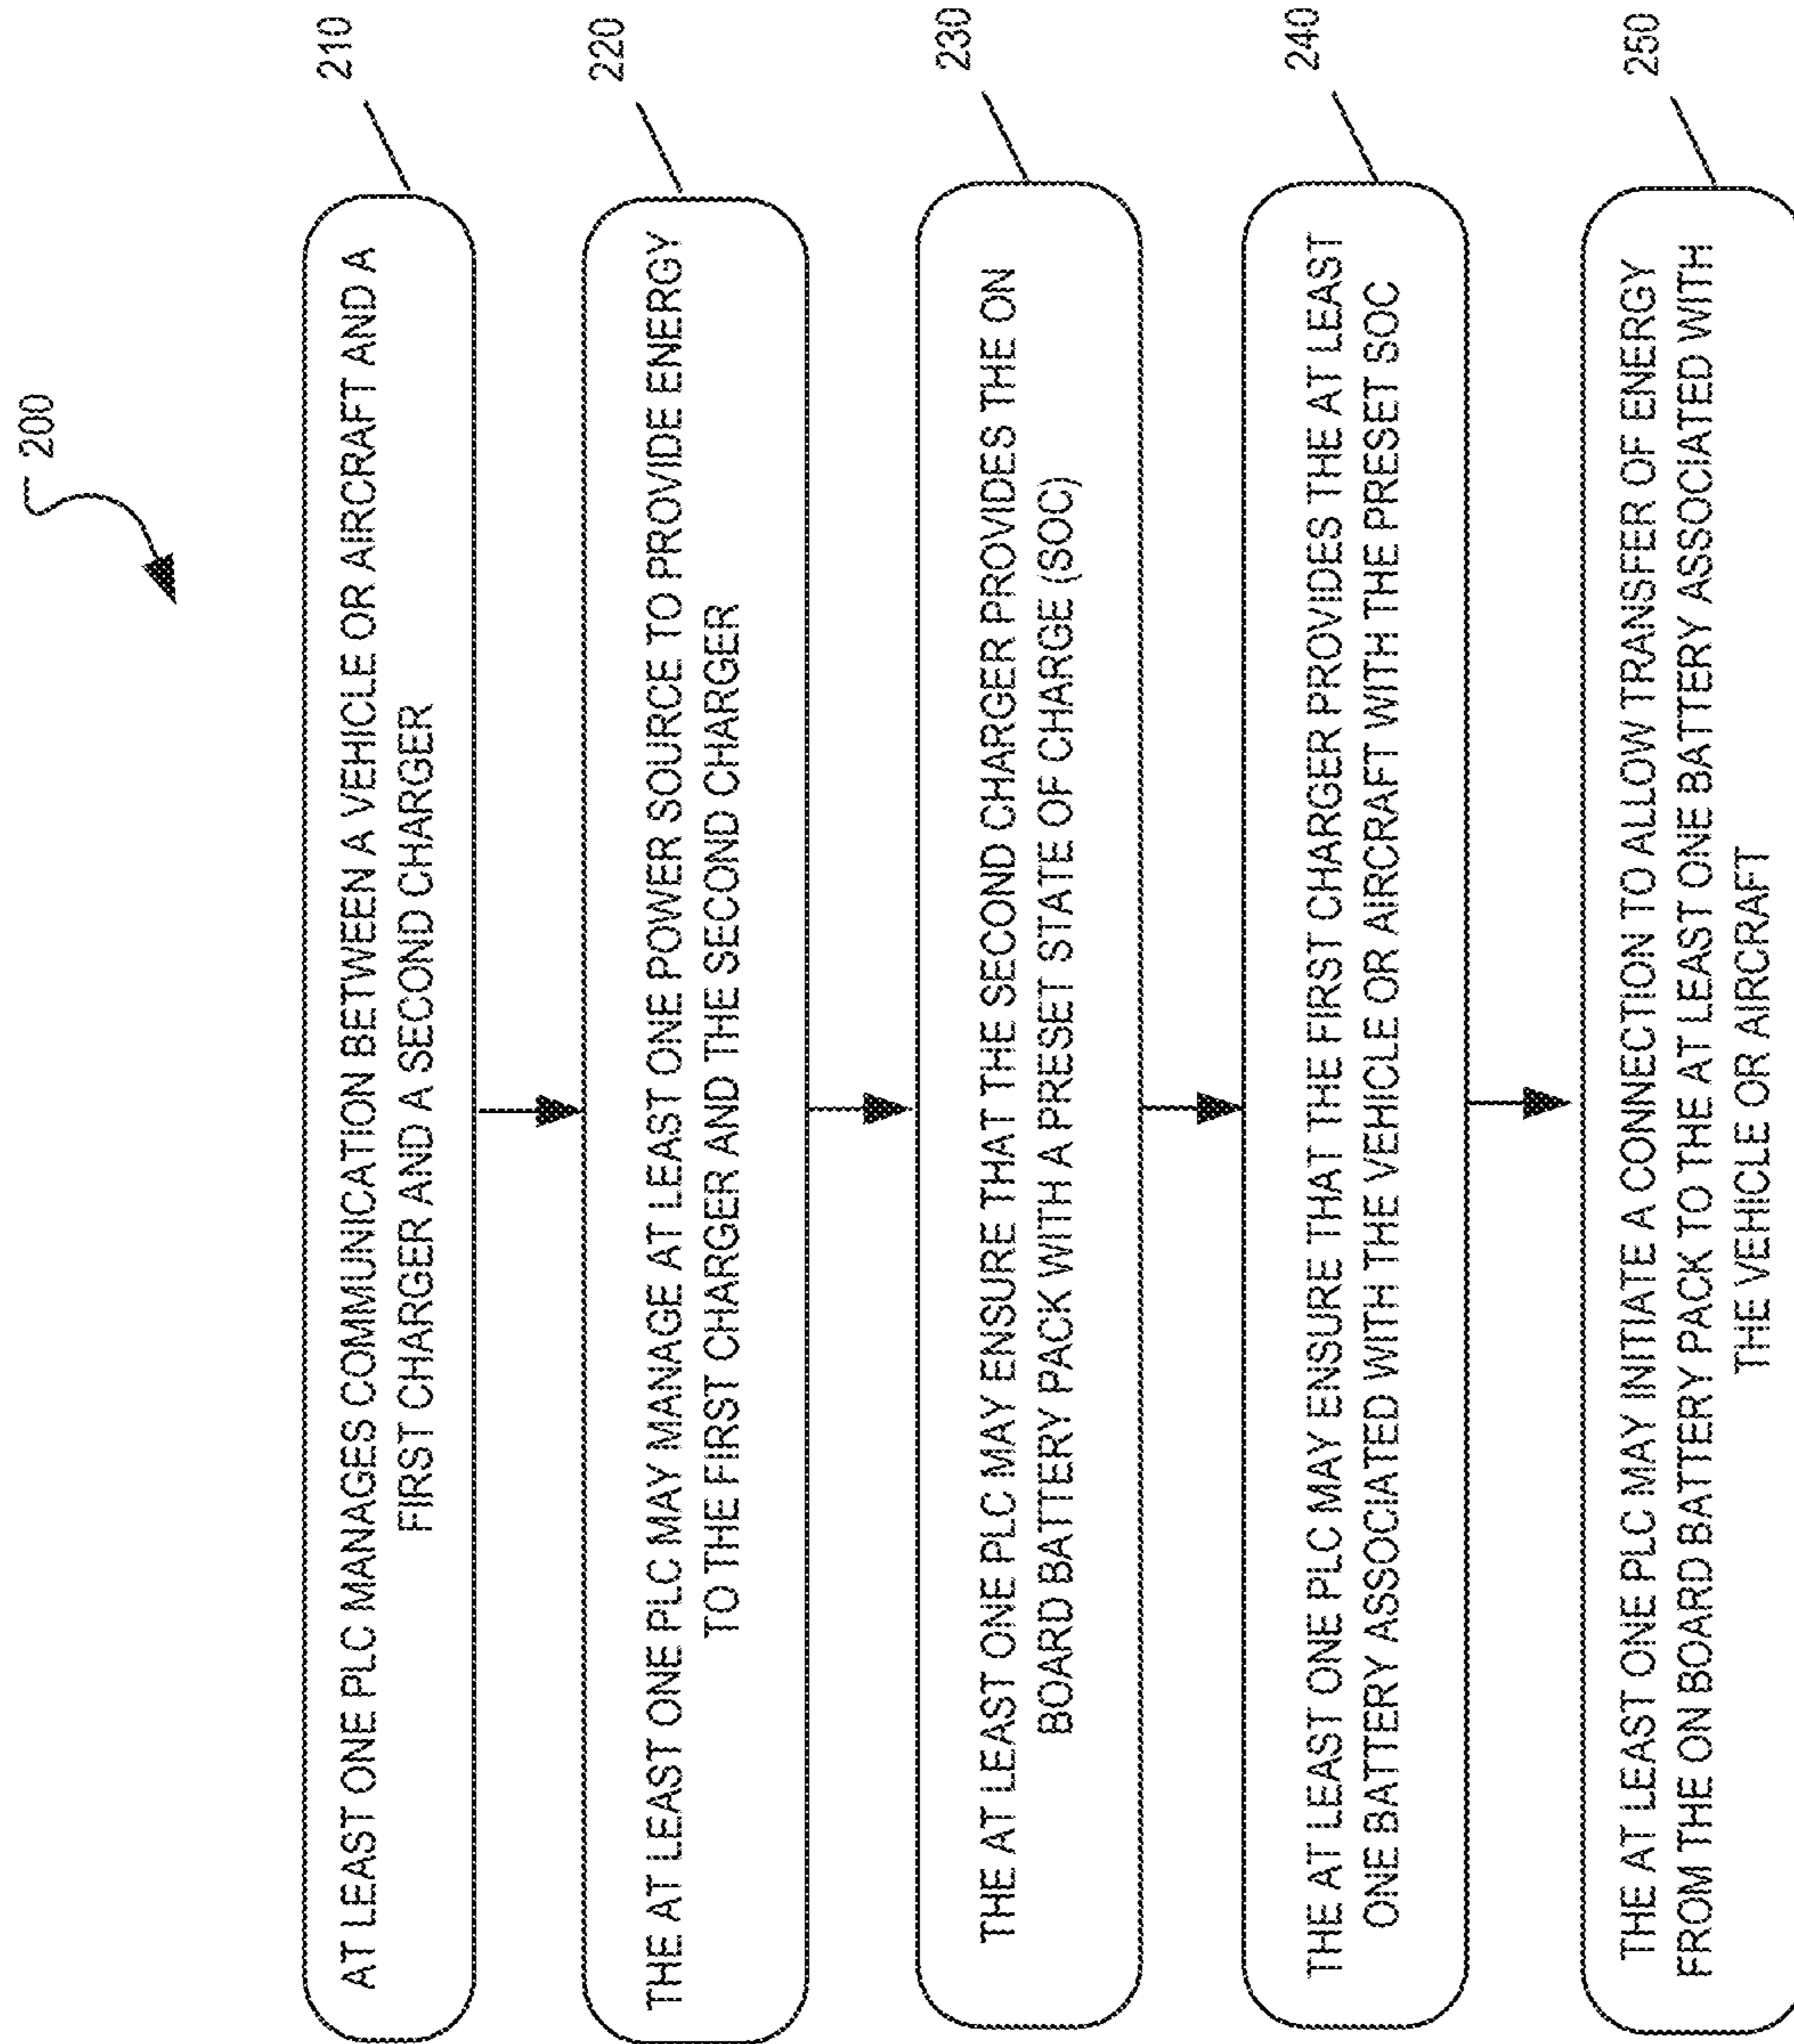 200
AT LEAST ONE PLC MANAGES COMMUNICATION BETWEEN A VEHICLE OR AIRCRAFT AND A
FIRST CHARGER AND A SECOND CHARGER
210
THE AT LEAST ONE PLC MAY MANAGE AT LEAST ONE POWER SOURCE TO PROVIDE ENERGY
TO THE FIRST CHARGER AND THE SECOND CHARGER
220
THE AT LEAST ONE PLC MAY ENSURE THAT THE SECOND CHARGER PROVIDES THE ON
BOARD BATTERY PACK WITH A PRESET STATE OF CHARGE (SOC)
230
THE AT LEAST ONE PLC MAY ENSURE THAT THE FIRST CHARGER PROVIDES THE AT LEAST
ONE BATTERY ASSOCIATED WITH THE VEHICLE OR AIRCRAFT WITH THE PRESET SOC
240
THE AT LEAST ONE PLC MAY INITIATE A CONNECTION TO ALLOW TRANSFER OF ENERGY
FROM THE ON BOARD BATTERY PACK TO THE AT LEAST ONE BATTERY ASSOCIATED WITH
THE VEHICLE OR AIRCRAFT
250